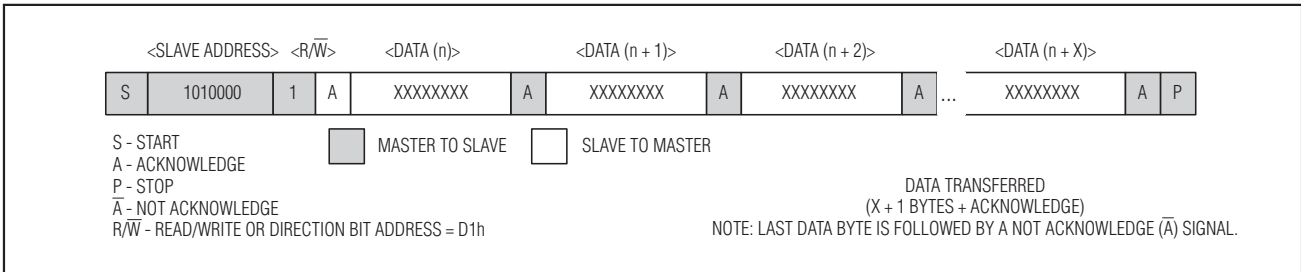 <SLAVE ADDRESS> <R/W̅> <DATA (n)> <DATA (n + 1)> <DATA (n + 2)> <DATA (n + X)>
S 1010000 1 A XXXXXXXX A XXXXXXXX A XXXXXXXX A ... XXXXXXXX A P
S - START
A - ACKNOWLEDGE
P - STOP
A̅ - NOT ACKNOWLEDGE
R/W̅ - READ/WRITE OR DIRECTION BIT ADDRESS = D1h
MASTER TO SLAVE SLAVE TO MASTER
DATA TRANSFERRED
(X + 1 BYTES + ACKNOWLEDGE)
NOTE: LAST DATA BYTE IS FOLLOWED BY A NOT ACKNOWLEDGE (A̅) SIGNAL.